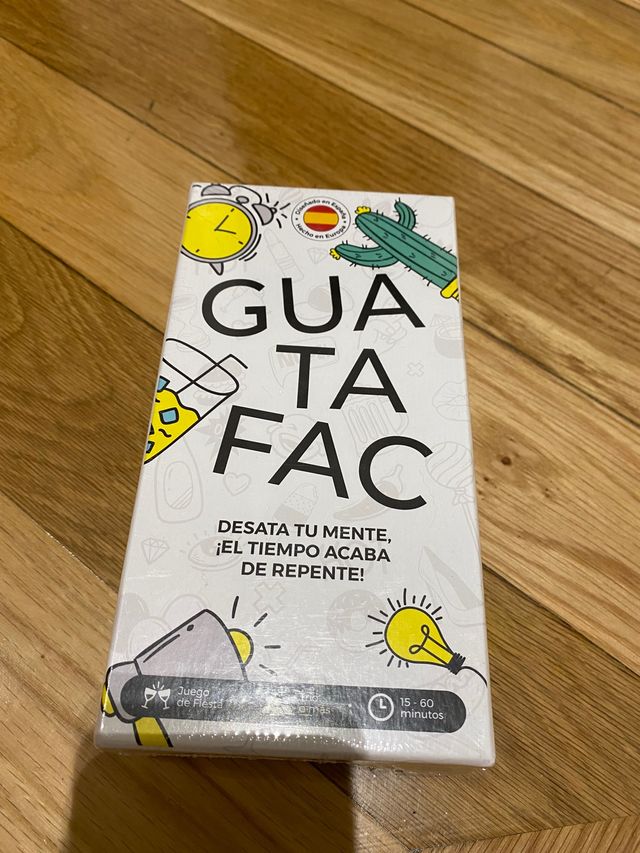 Diseñado en España
Hecho en Europa
GUA
TA
FAC
DESATA TU MENTE,
¡EL TIEMPO ACABA
DE REPENTE!
Juego
de Fiesta
o más
15 - 60
minutos